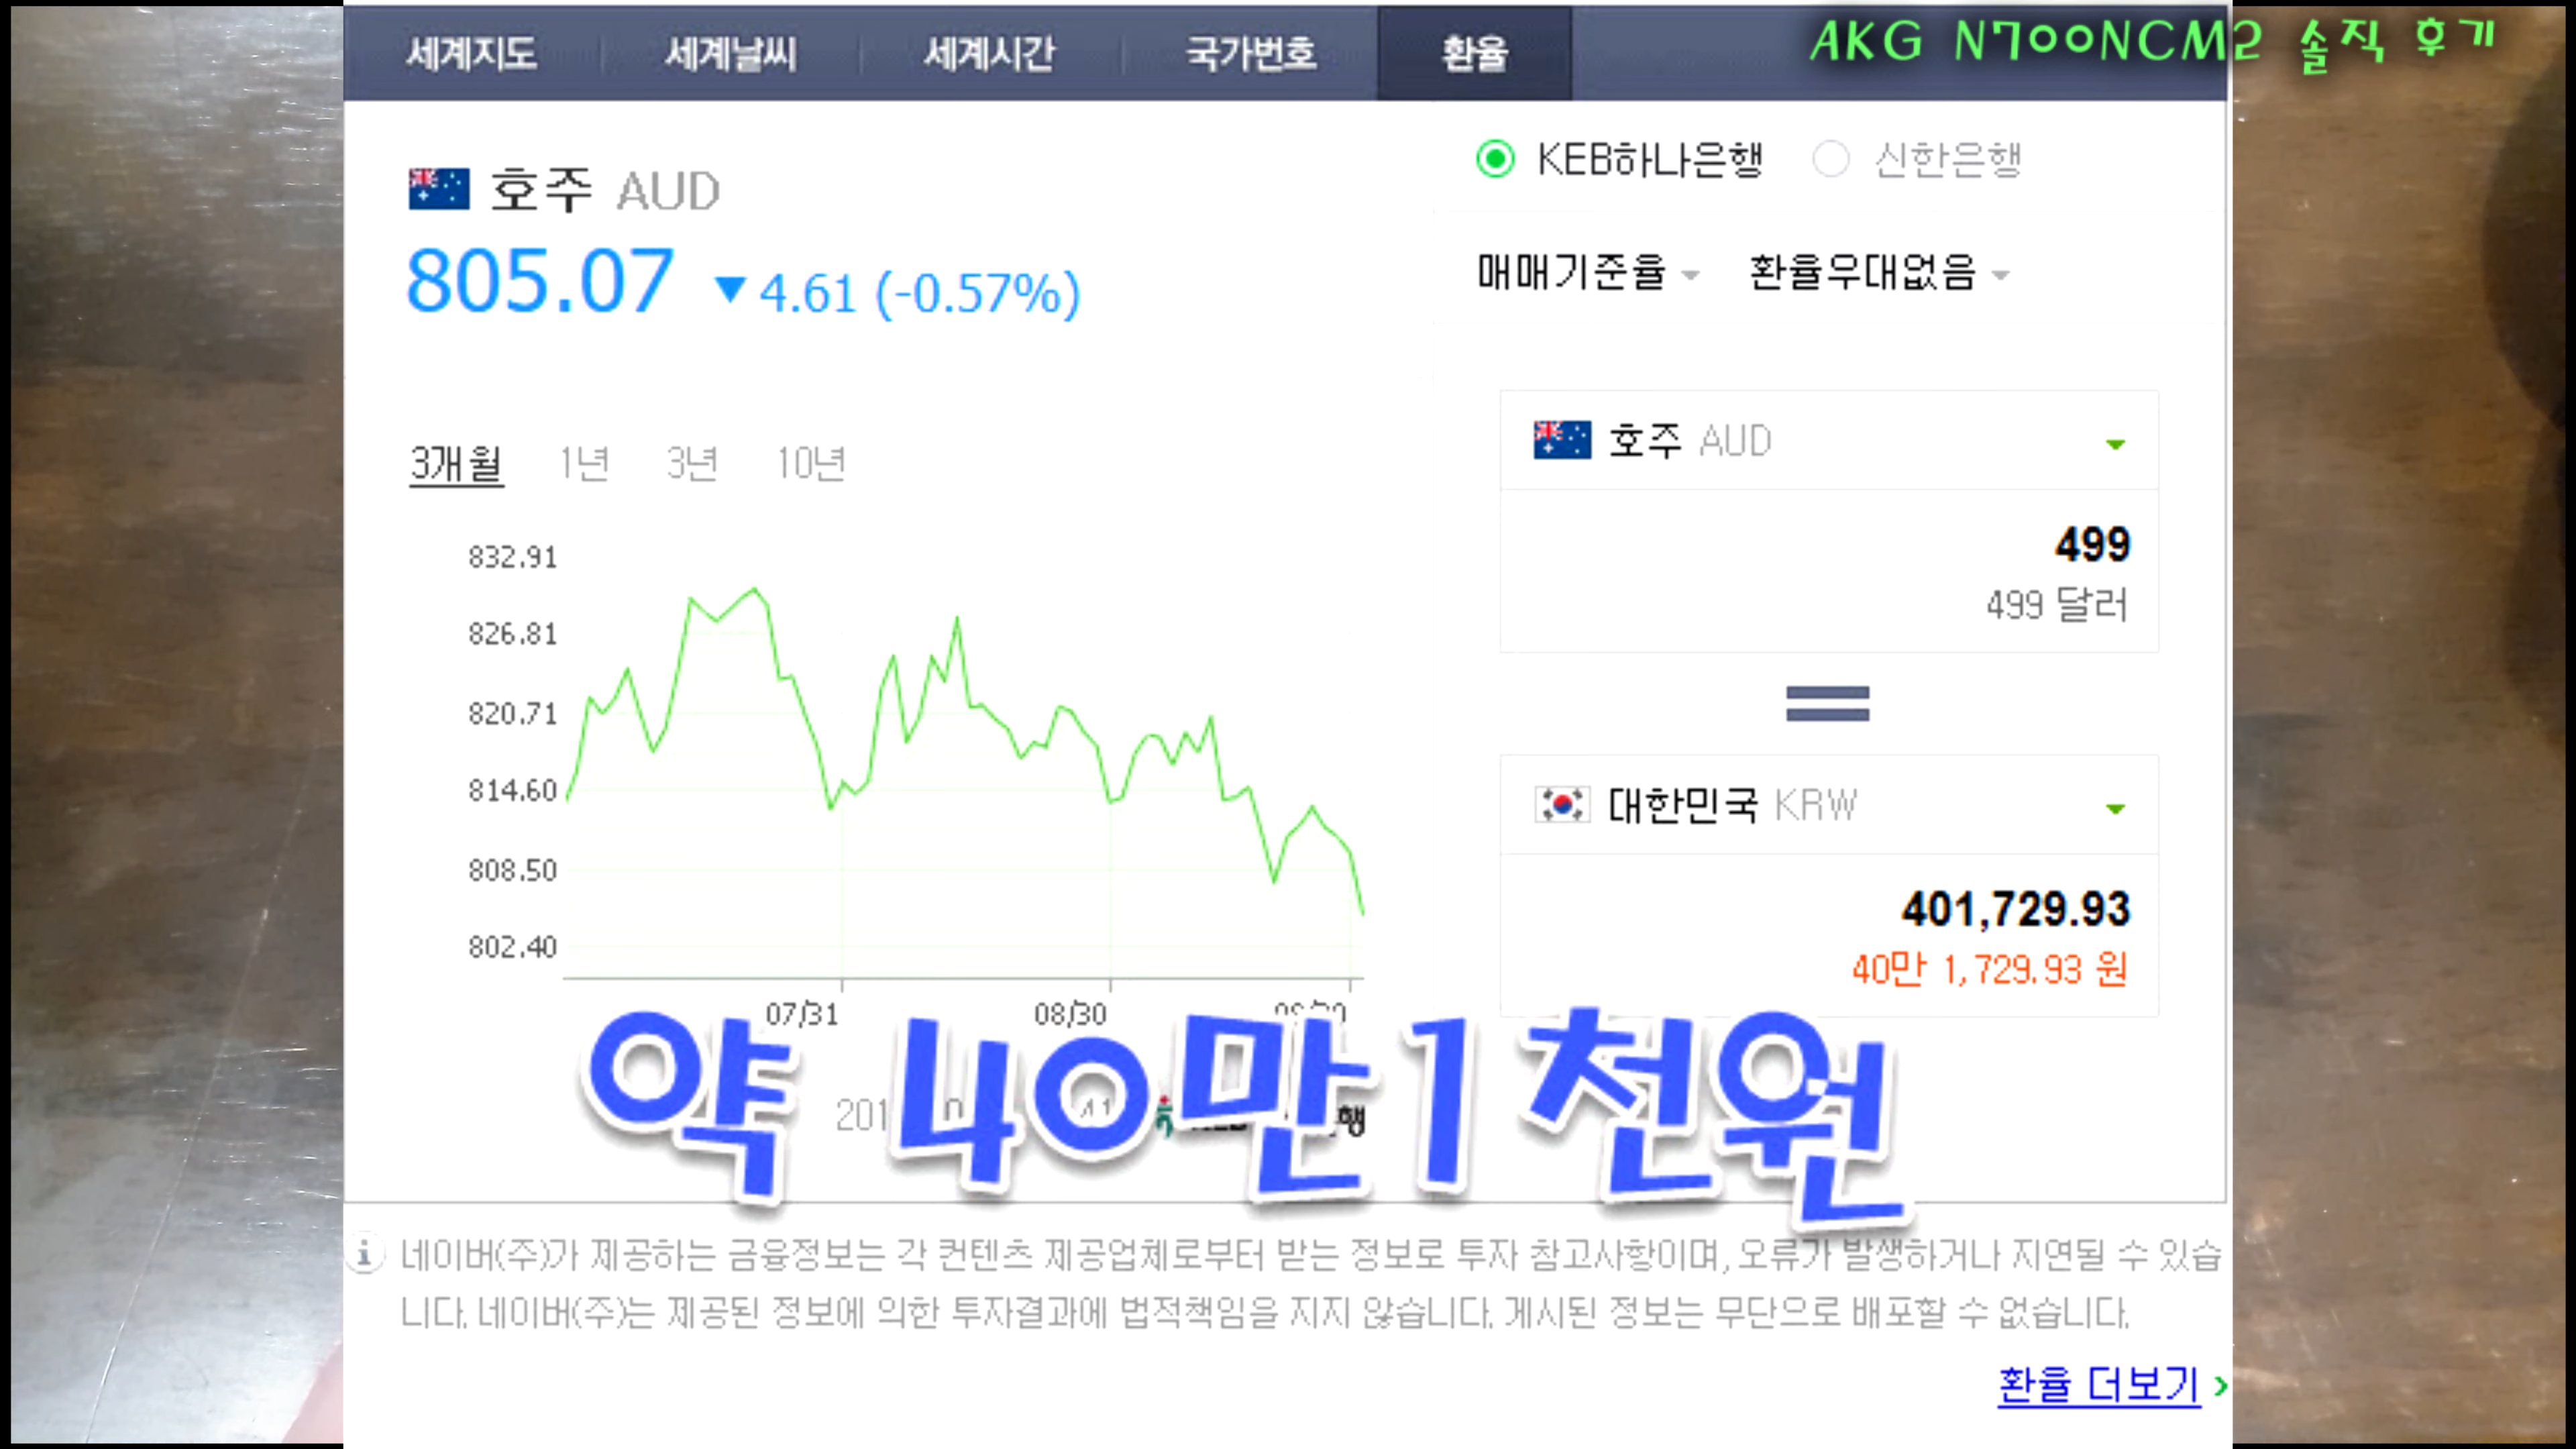 세계지도 세계날씨 세계시간 국가번호 환율
AKG N700NCM2 솔직 후기
호주 AUD
805.07 ▼4.61 (-0.57%)
KEB하나은행 신한은행
매매기준율 환율우대없음
3개월 1년 3년 10년
832.91
826.81
820.71
814.60
808.50
802.40
07/31 08/30
호주 AUD
499
499 달러
대한민국 KRW
401,729.93
40만 1,729.93 원
약 40만 1천원
네이버(주)가 제공하는 금융정보는 각 컨텐츠 제공업체로부터 받는 정보로 투자 참고사항이며, 오류가 발생하거나 지연될 수 있습
니다. 네이버(주)는 제공된 정보에 의한 투자결과에 법적책임을 지지 않습니다. 게시된 정보는 무단으로 배포할 수 없습니다.
환율 더보기